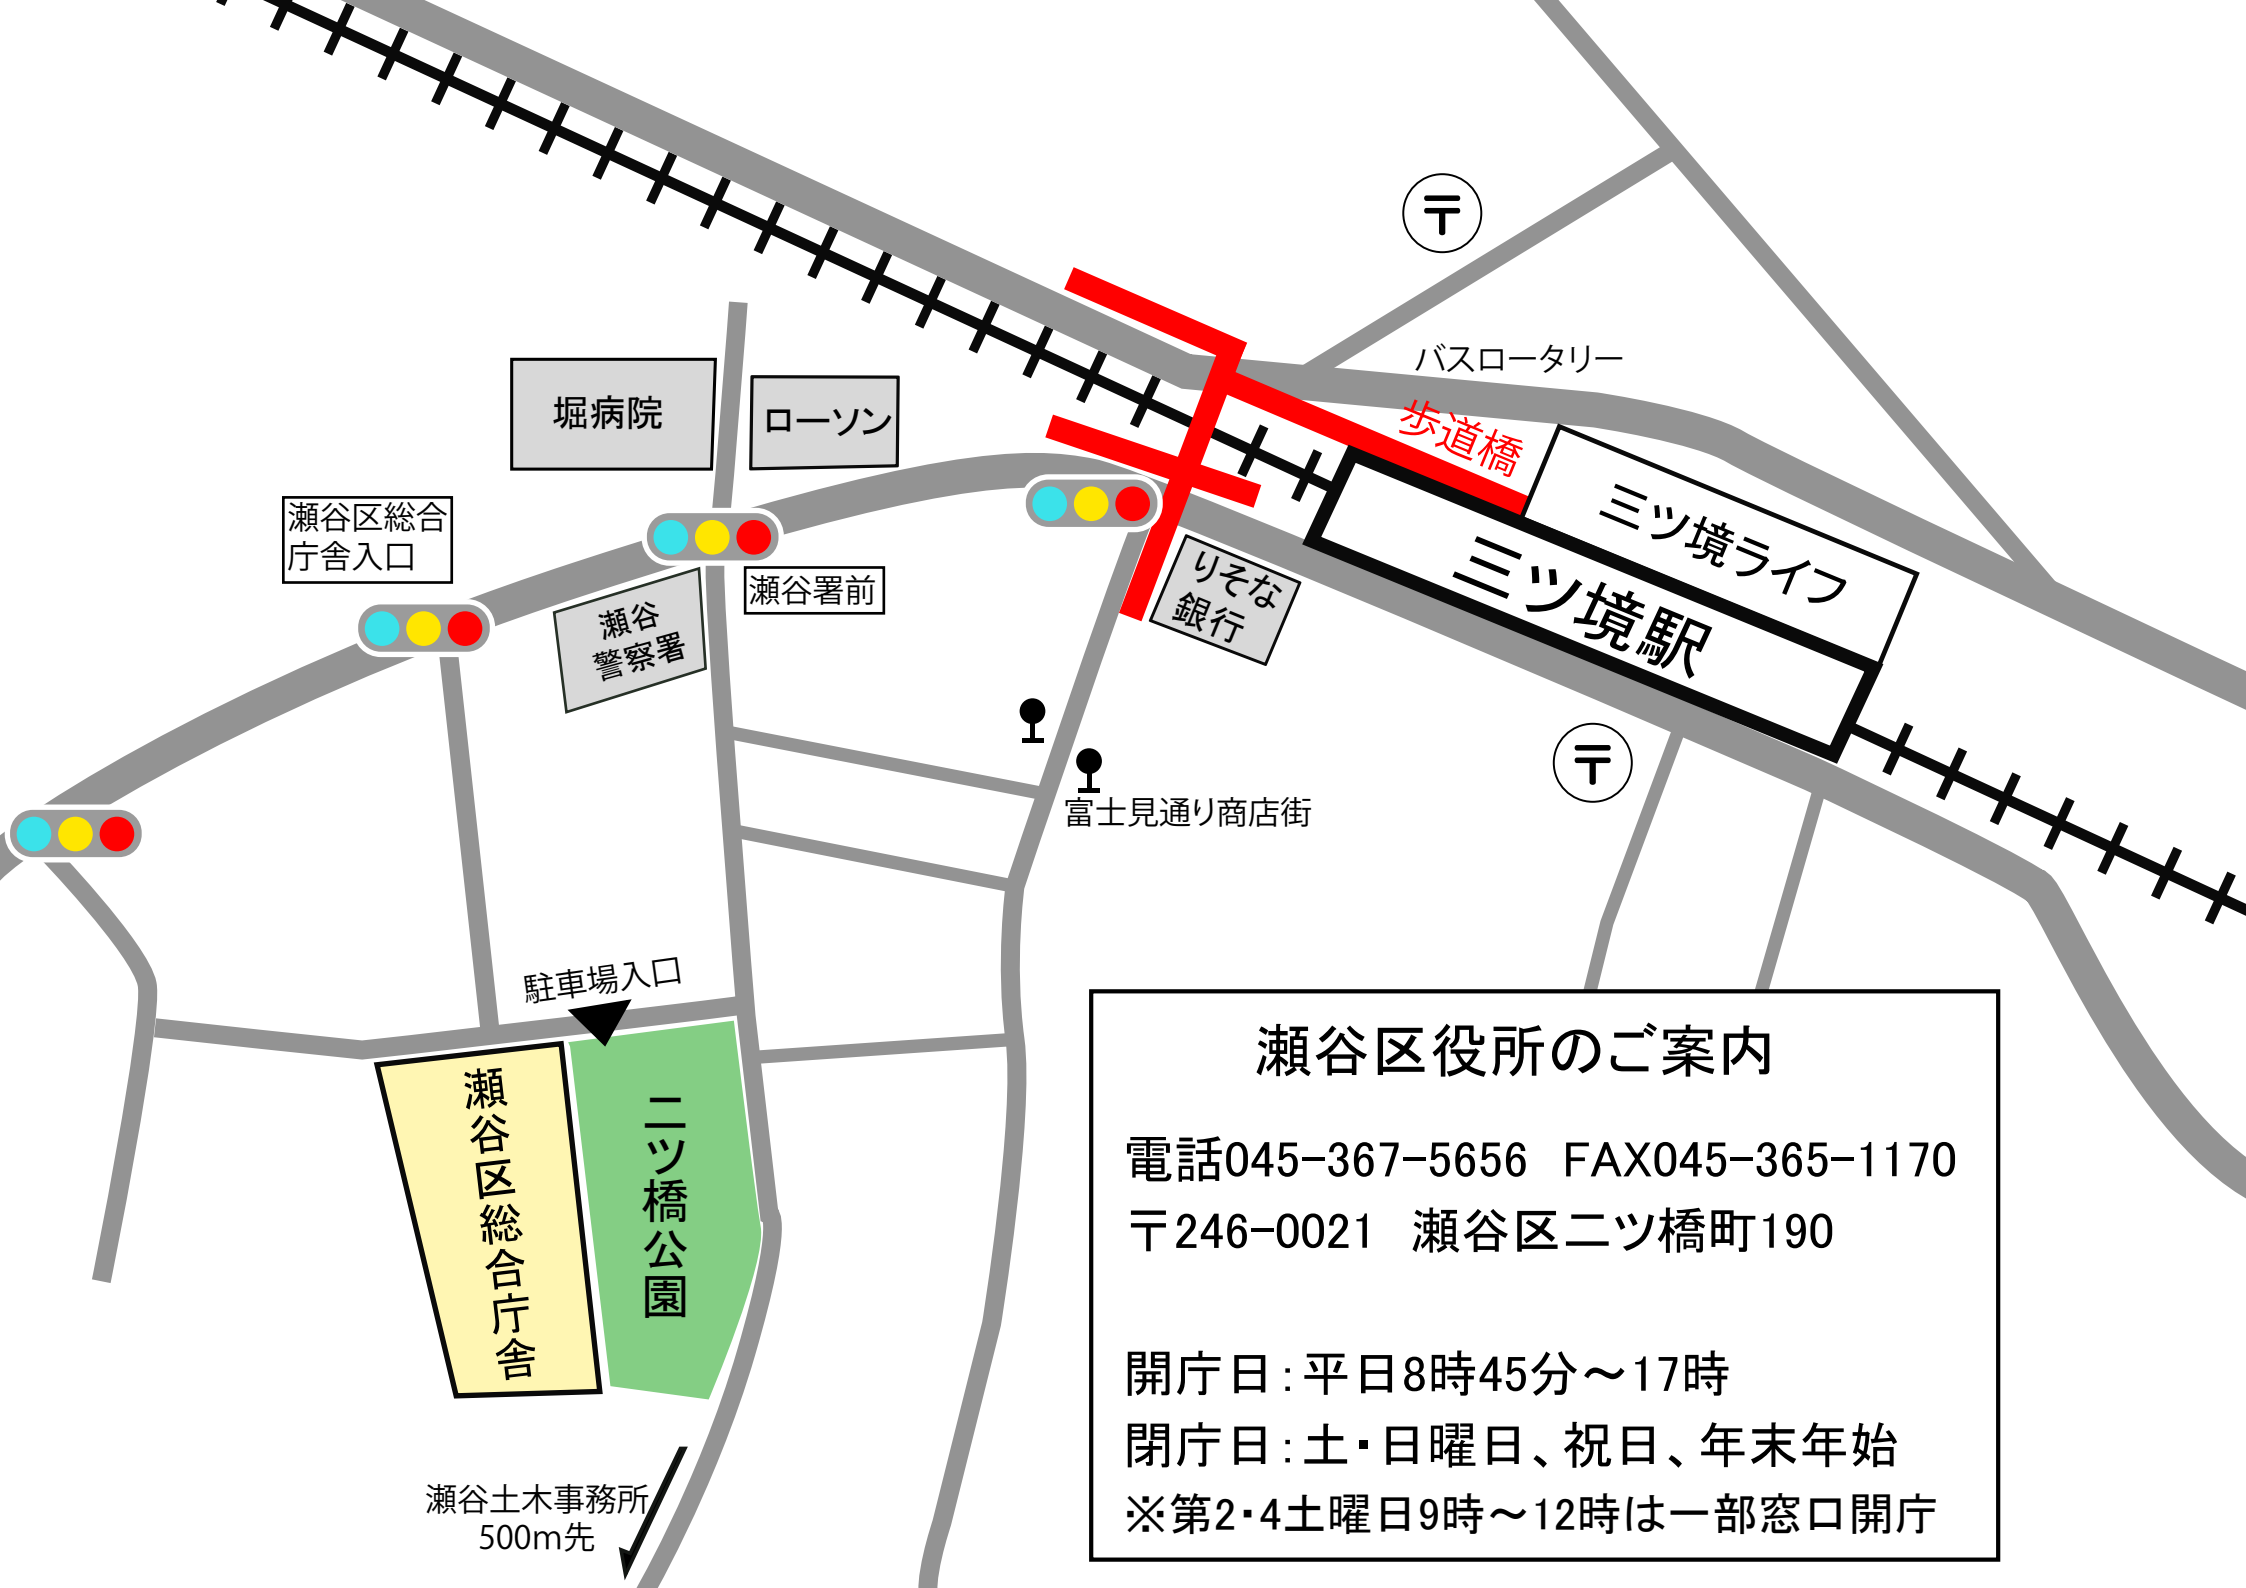 〒
バスロータリー
歩道橋
三ツ境ライフ
三ツ境駅
堀病院
ローソン
瀬谷区総合
庁舎入口
瀬谷署前
瀬谷
警察署
りそな
銀行
〒
富士見通り商店街
駐車場入口
瀬谷区総合庁舎
二ツ橋公園
瀬谷土木事務所
500m先
瀬谷区役所のご案内
電話045-367-5656 FAX045-365-1170
〒246-0021 瀬谷区二ツ橋町190
開庁日:平日8時45分～17時
閉庁日:土・日曜日、祝日、年末年始
※第2・4土曜日9時～12時は一部窓口開庁